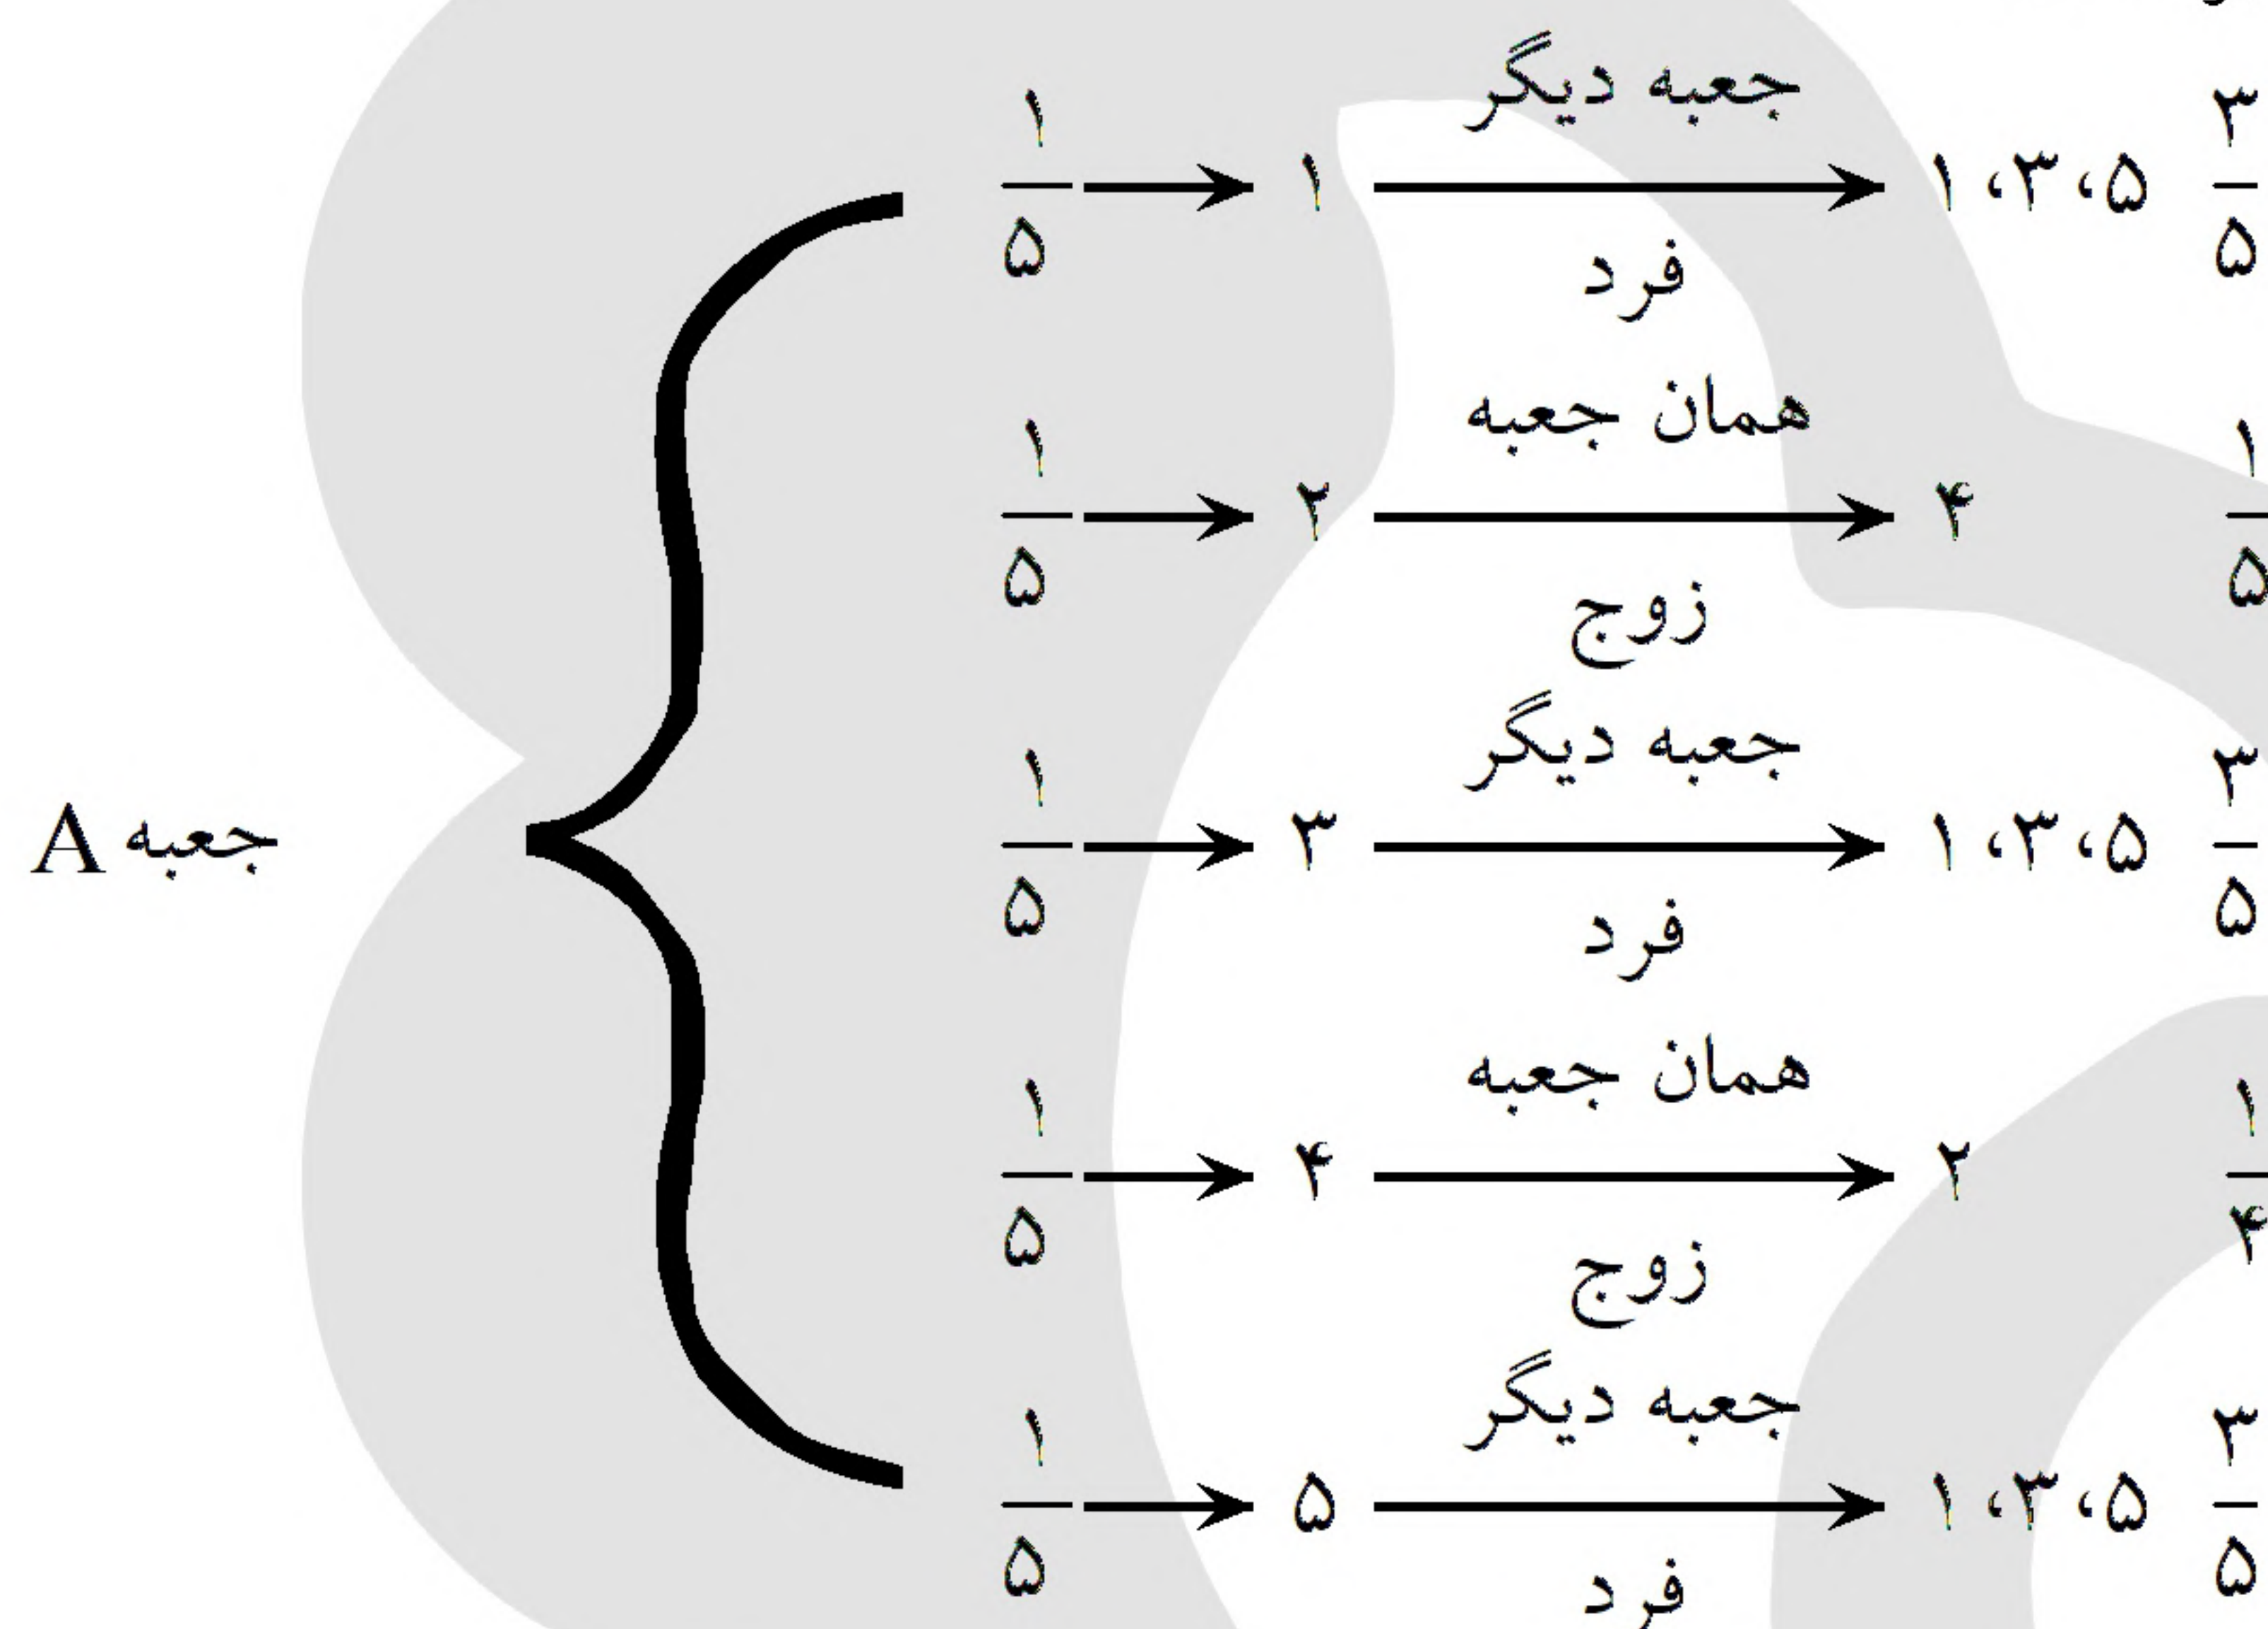 جعبه دیگر
۱/۵ → ۱ → ۱، ۳، ۵ ۳/۵
فرد
همان جعبه
۱/۵ → ۲ → ۴ ۱/۵
زوج
جعبه دیگر
جعبه A ۱/۵ → ۳ → ۱، ۳، ۵ ۳/۵
فرد
همان جعبه
۱/۵ → ۴ → ۲ ۱/۴
زوج
جعبه دیگر
۱/۵ → ۵ → ۱، ۳، ۵ ۳/۵
فرد